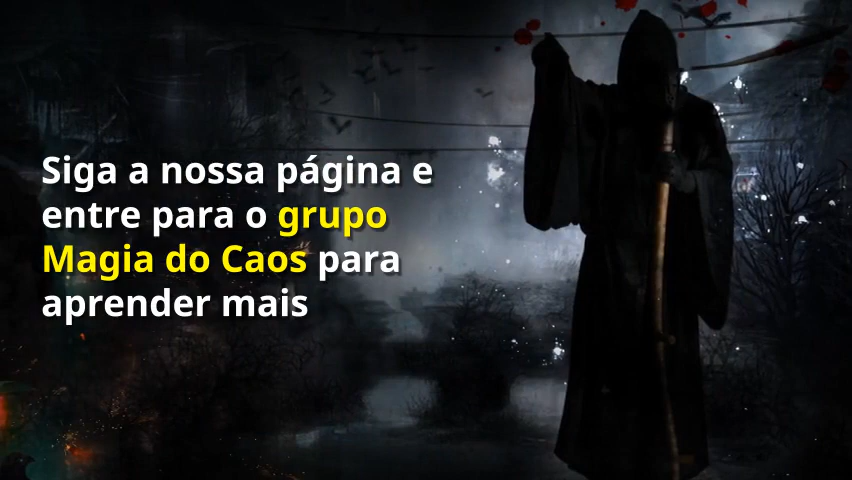 Siga a nossa página e
entre para o grupo
Magia do Caos para
aprender mais